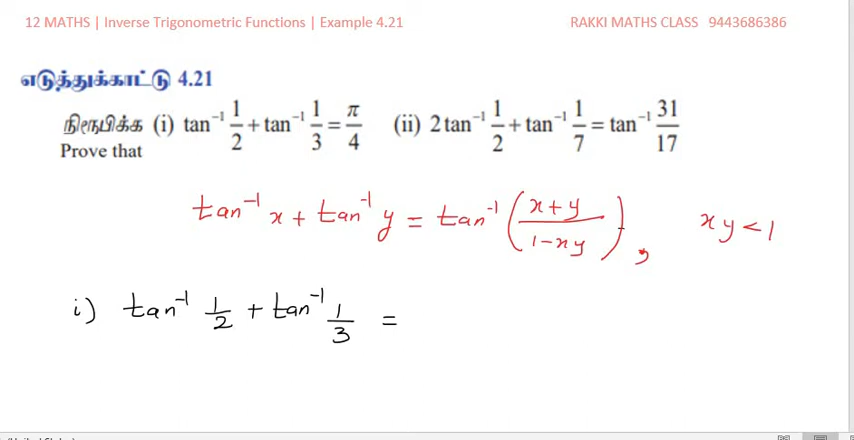 12 MATHS | Inverse Trigonometric Functions | Example 4.21 RAKKI MATHS CLASS 9443686386
எடுத்துக்காட்டு 4.21
நிரூபிக்க (i) tan⁻¹ 1/2 + tan⁻¹ 1/3 = π/4 (ii) 2 tan⁻¹ 1/2 + tan⁻¹ 1/7 = tan⁻¹ 31/17
Prove that
tan⁻¹ x + tan⁻¹ y = tan⁻¹ (x+y / 1-xy), xy < 1
i) tan⁻¹ 1/2 + tan⁻¹ 1/3 =